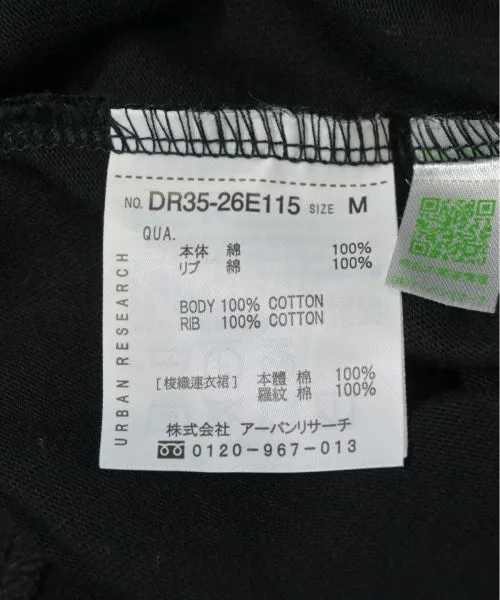 NO. DR35-26E115 SIZE M
QUA.
本体 綿 100%
リブ 綿 100%
BODY 100% COTTON
RIB 100% COTTON
[梭織連衣裙] 本體 棉 100%
羅紋 棉 100%
株式会社 アーバンリサーチ
0120-967-013
URBAN RESEARCH